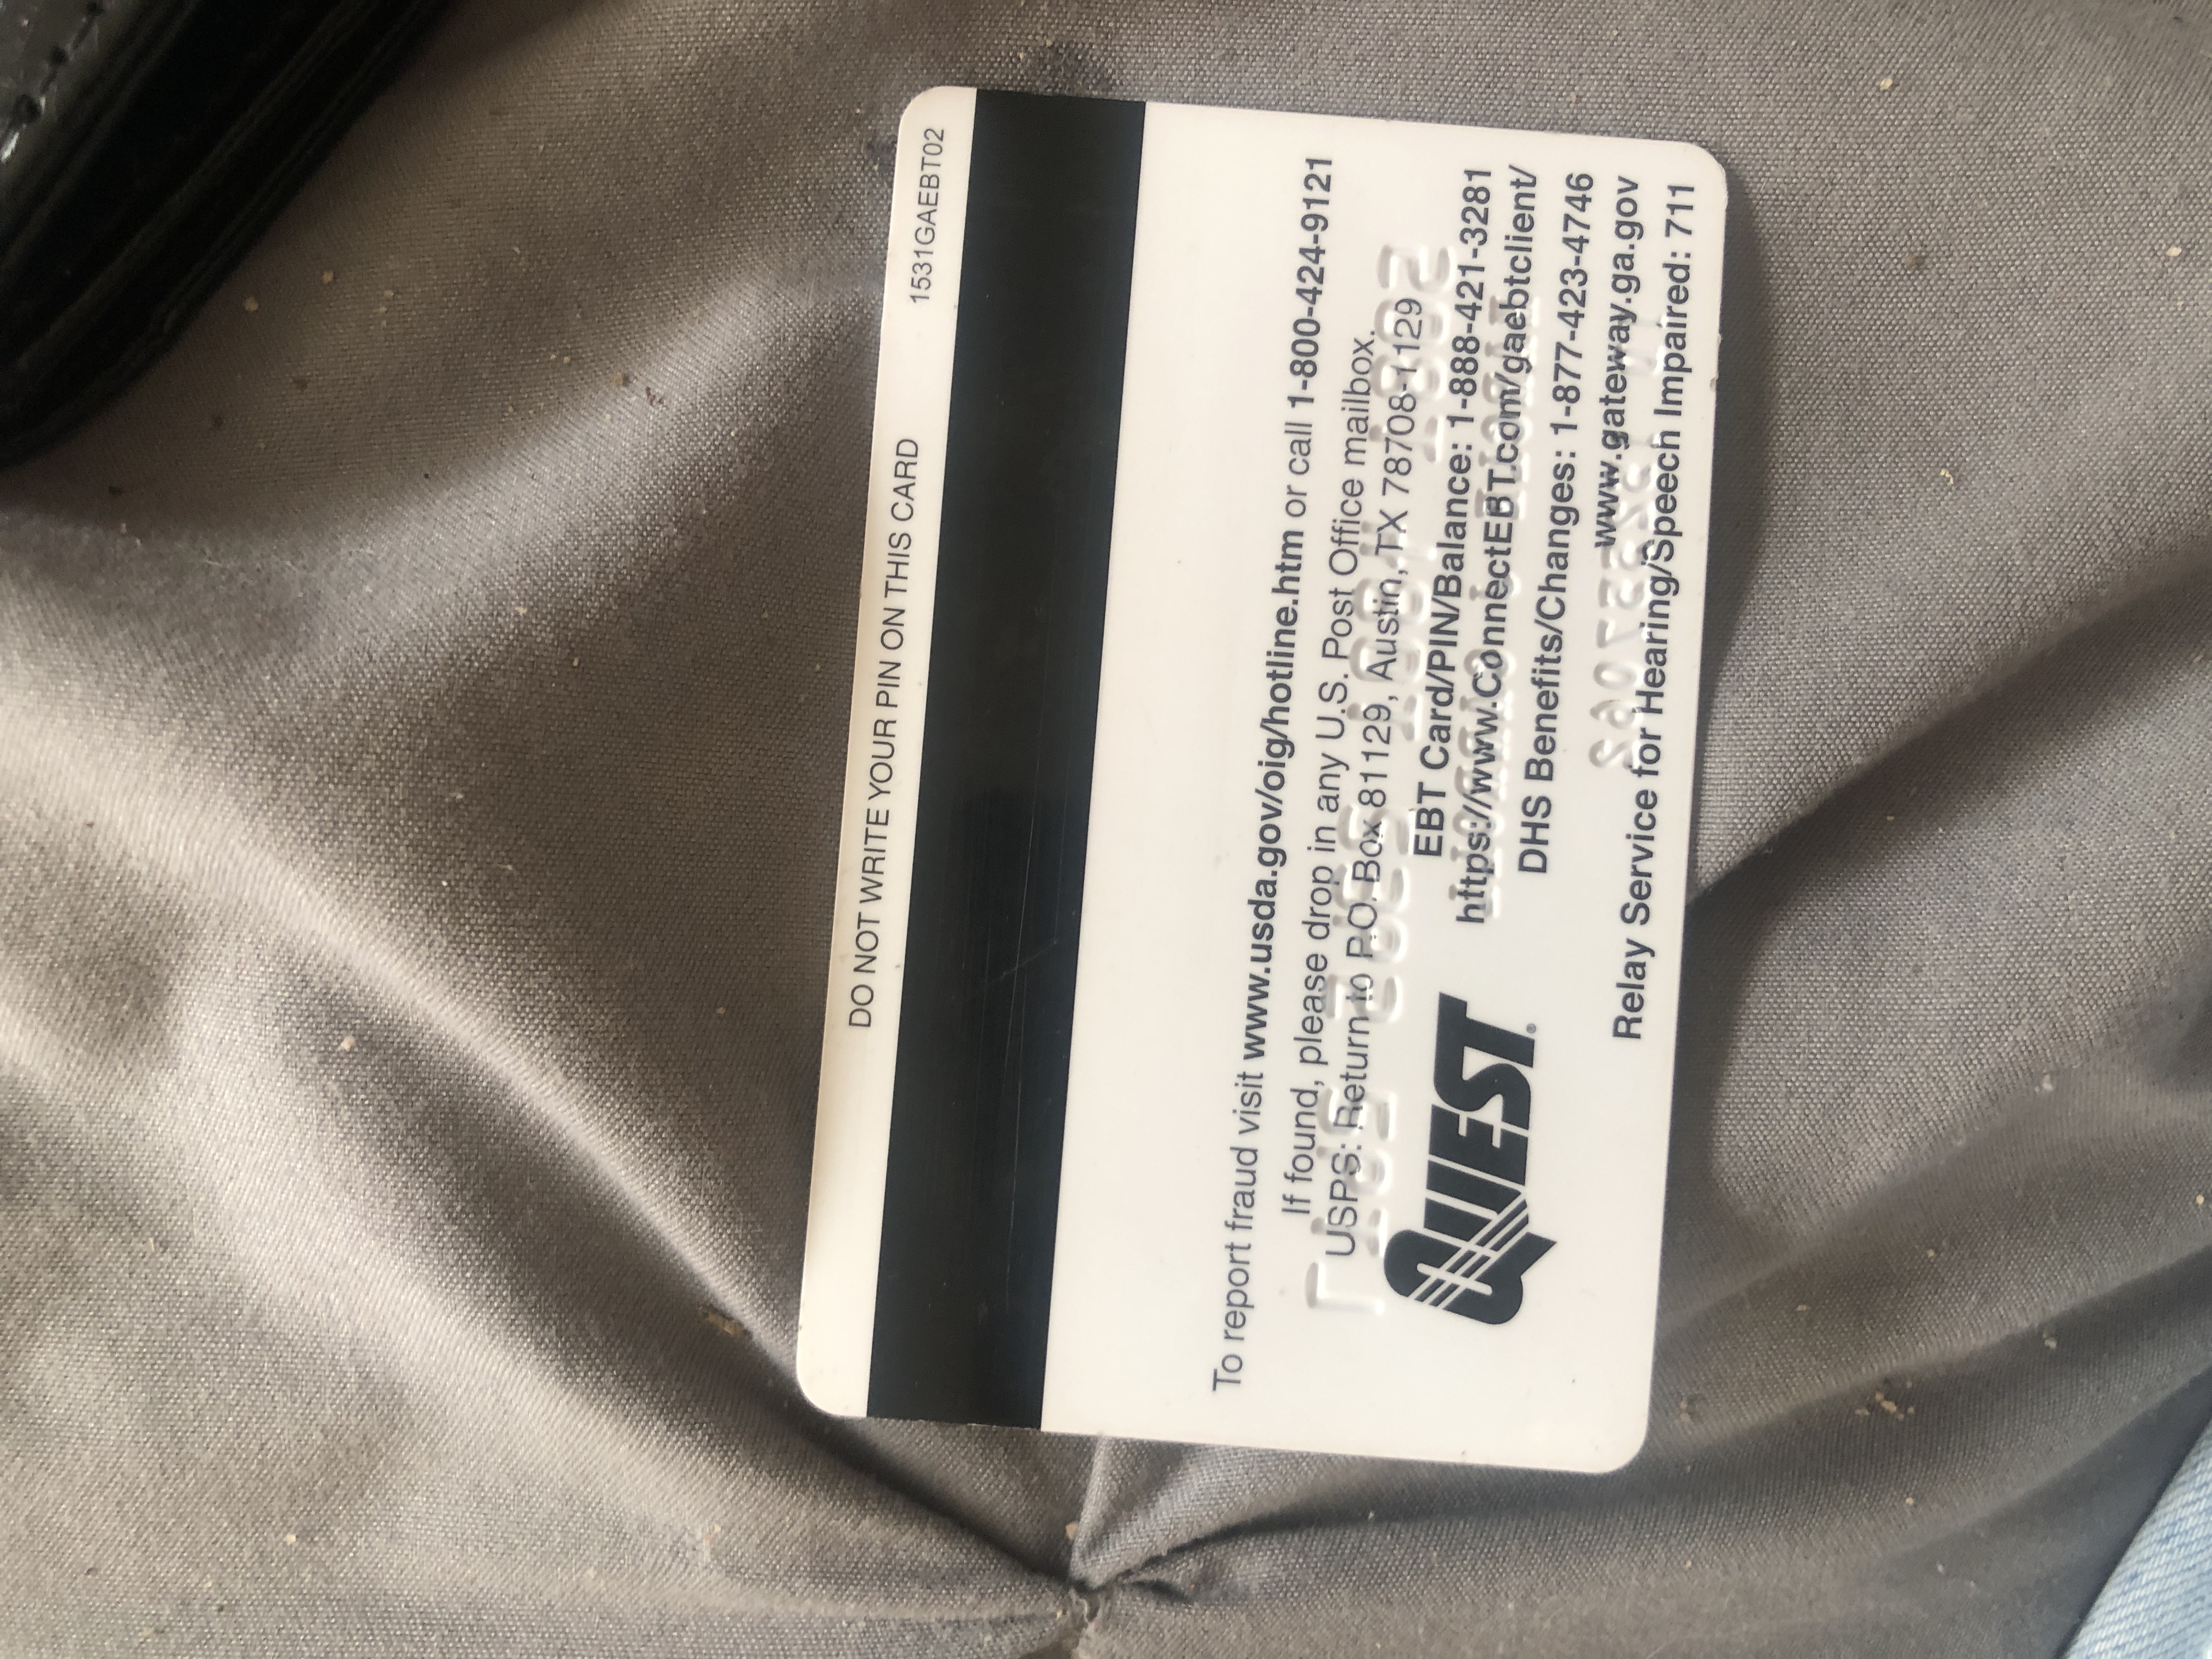 DO NOT WRITE YOUR PIN ON THIS CARD 1531GAEBT02
To report fraud visit www.usda.gov/oig/hotline.htm or call 1-800-424-9121
If found, please drop in any U.S. Post Office mailbox.
USPS: Return to P.O. Box 81129, Austin, TX 78708-1129
EBT Card/PIN/Balance: 1-888-421-3281
https://www.ConnectEBT.com/gaebtclient/
DHS Benefits/Changes: 1-877-423-4746
www.gateway.ga.gov
QUEST®
Relay Service for Hearing/Speech Impaired: 711